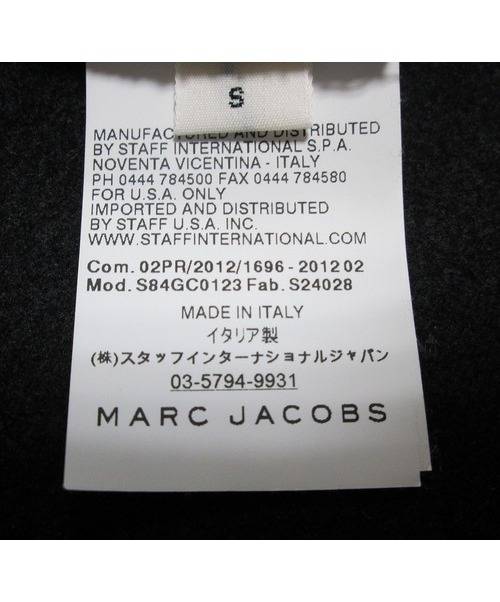 S
MANUFACTURED AND DISTRIBUTED
BY STAFF INTERNATIONAL S.P.A.
NOVENTA VICENTINA - ITALY
PH 0444 784500 FAX 0444 784580
FOR U.S.A. ONLY
IMPORTED AND DISTRIBUTED
BY STAFF U.S.A. INC.
WWW.STAFFINTERNATIONAL.COM
Com. 02PR/2012/1696 - 2012 02
Mod. S84GC0123 Fab. S24028
MADE IN ITALY
イタリア製
(株)スタッフインターナショナルジャパン
03-5794-9931
MARC JACOBS